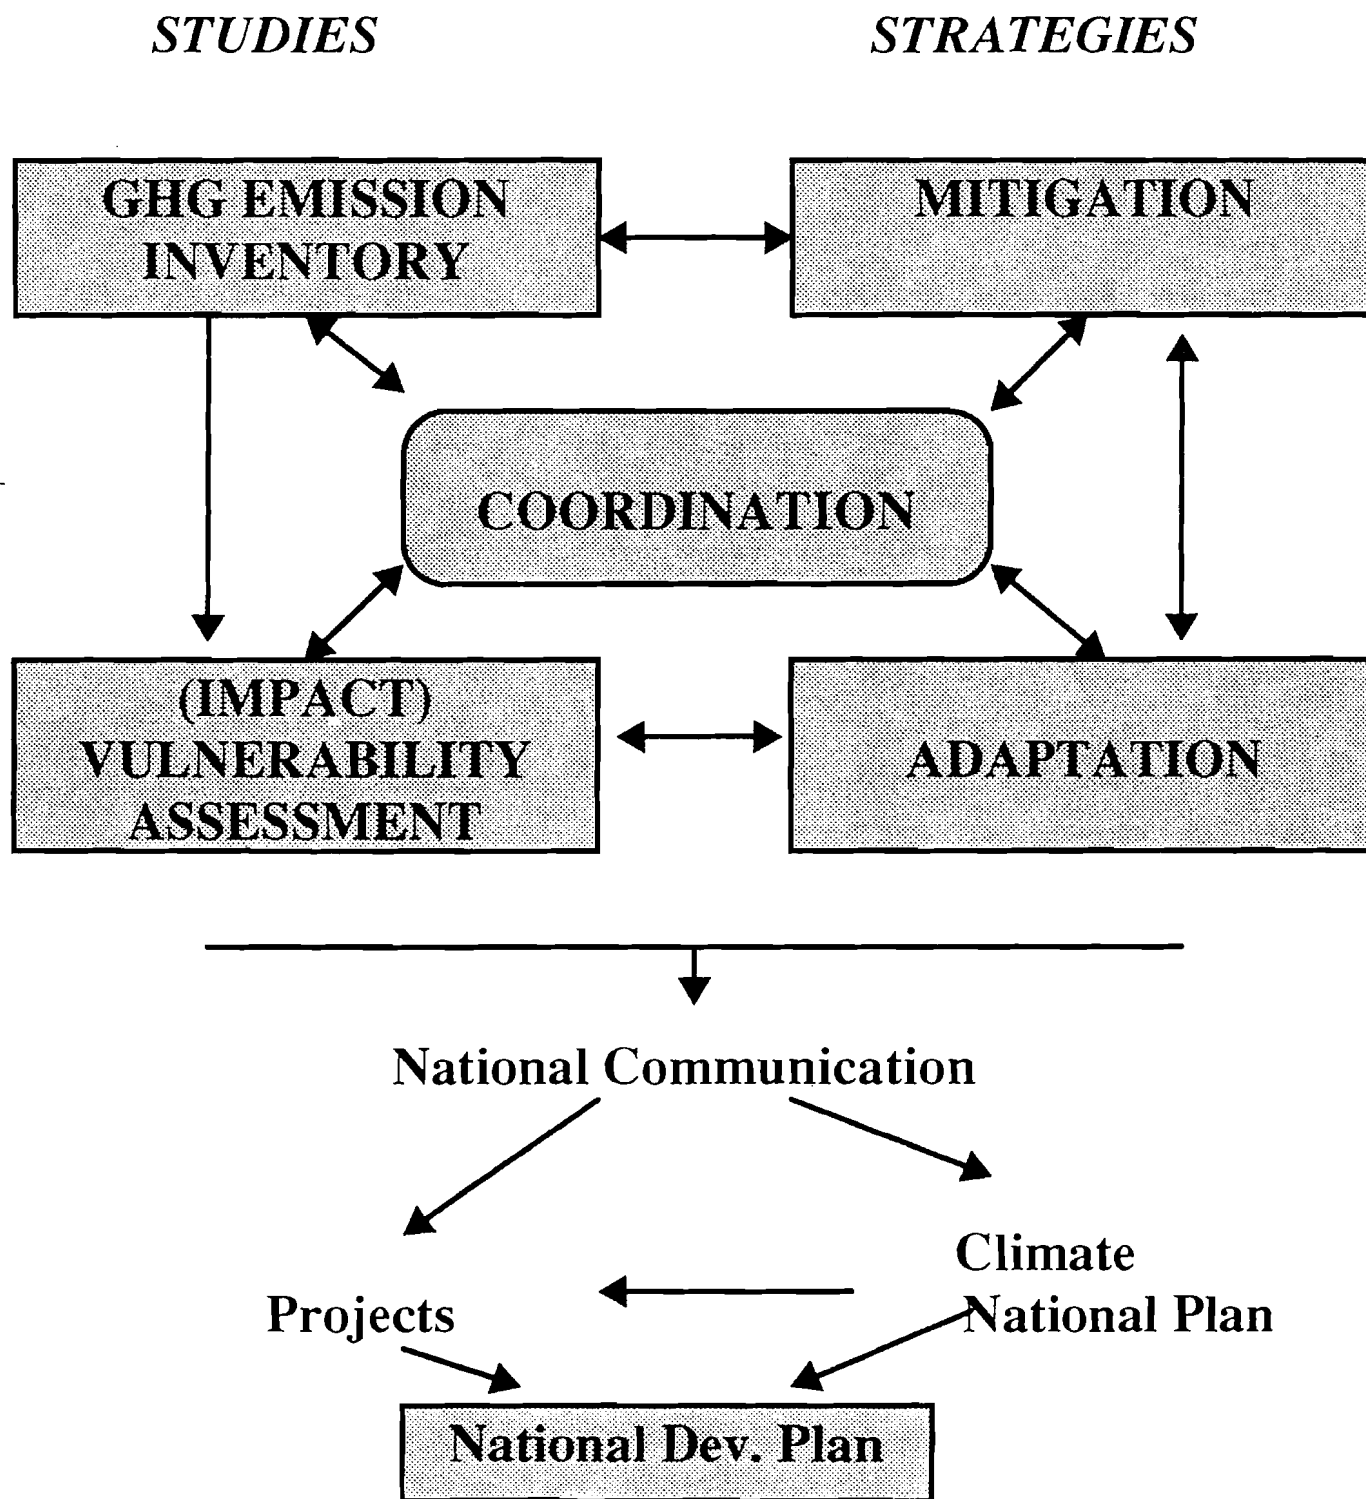 STUDIES
STRATEGIES
GHG EMISSION
INVENTORY
MITIGATION
COORDINATION
(IMPACT)
VULNERABILITY
ASSESSMENT
ADAPTATION
National Communication
Climate
National Plan
Projects
National Dev. Plan